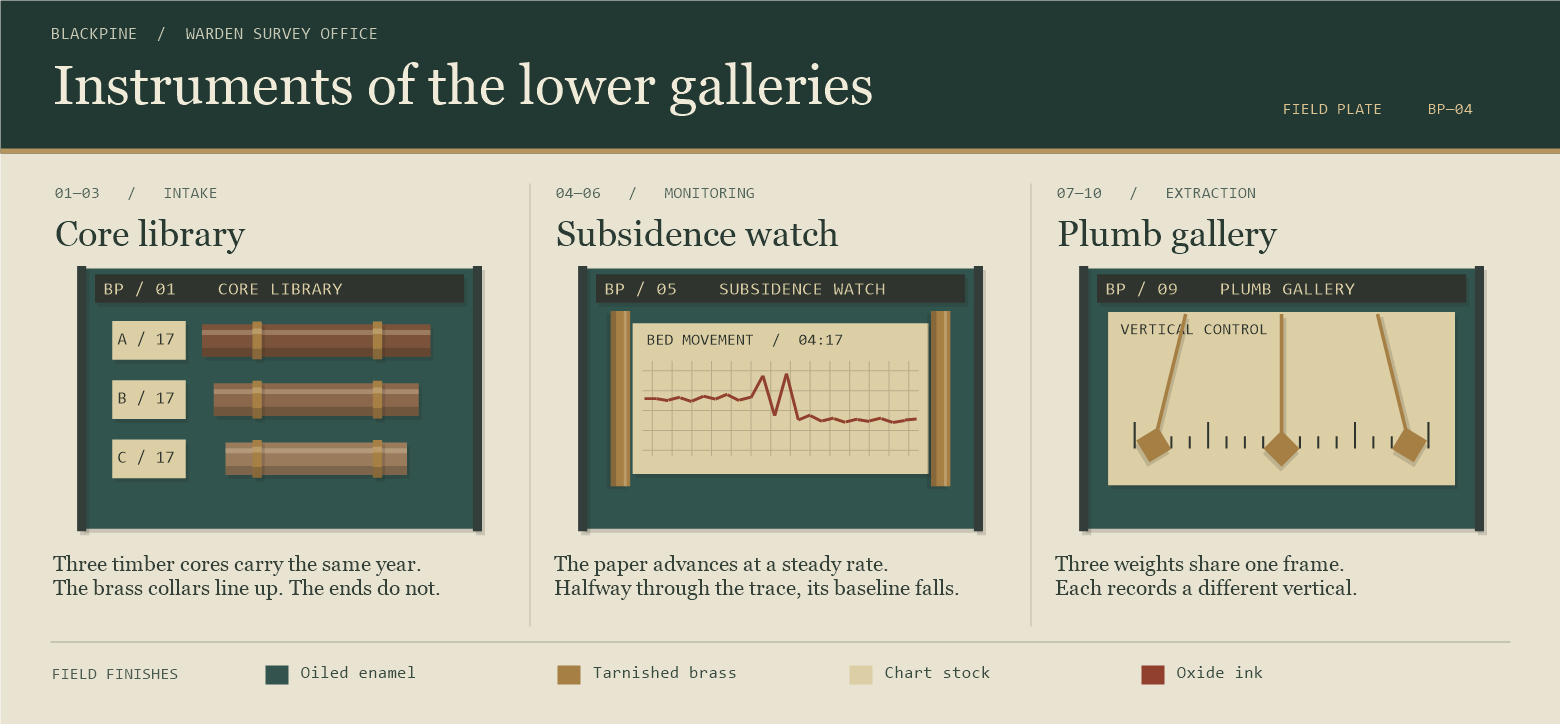 BLACKPINE / WARDEN SURVEY OFFICE
Instruments of the lower galleries
FIELD PLATE BP—04
01—03 / INTAKE
Core library
BP / 01 CORE LIBRARY
A / 17
B / 17
C / 17
Three timber cores carry the same year.
The brass collars line up. The ends do not.
04—06 / MONITORING
Subsidence watch
BP / 05 SUBSIDENCE WATCH
BED MOVEMENT / 04:17
The paper advances at a steady rate.
Halfway through the trace, its baseline falls.
07—10 / EXTRACTION
Plumb gallery
BP / 09 PLUMB GALLERY
VERTICAL CONTROL
Three weights share one frame.
Each records a different vertical.
FIELD FINISHES Oiled enamel Tarnished brass Chart stock Oxide ink